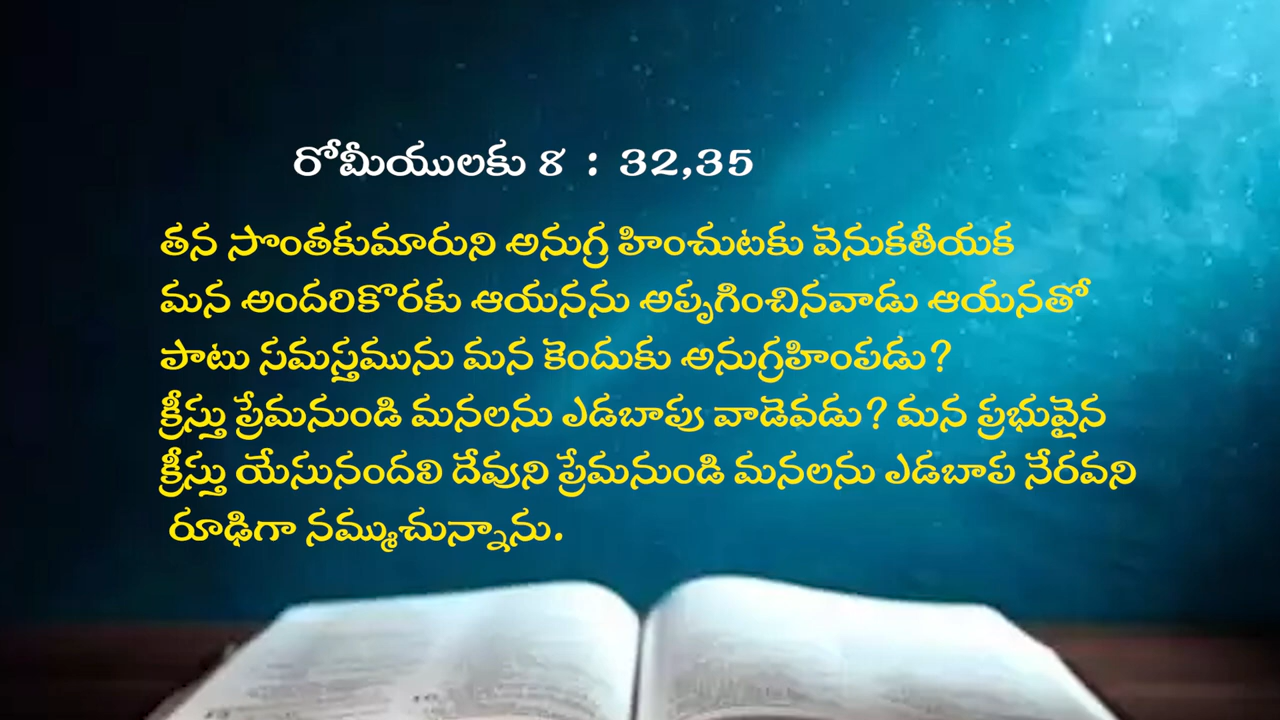 రోమీయులకు 8 : 32,35
తన సొంతకుమారుని అనుగ్ర హించుటకు వెనుకతీయక
మన అందరికొరకు ఆయనను అప్పగించినవాడు ఆయనతో
పాటు సమస్తమును మన కెందుకు అనుగ్రహింపడు?
క్రీస్తు ప్రేమనుండి మనలను ఎడబాపు వాడెవడు? మన ప్రభువైన
క్రీస్తు యేసునందలి దేవుని ప్రేమనుండి మనలను ఎడబాప నేరవని
రూఢిగా నమ్ముచున్నాను.